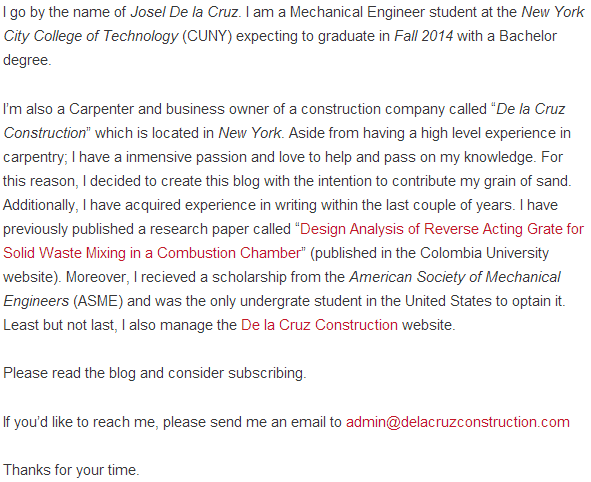 I go by the name of Josel De la Cruz. I am a Mechanical Engineer student at the New York
City College of Technology (CUNY) expecting to graduate in Fall 2014 with a Bachelor
degree.
I'm also a Carpenter and business owner of a construction company called “De la Cruz
Construction” which is located in New York. Aside from having a high level experience in
carpentry; I have a inmensive passion and love to help and pass on my knowledge. For
this reason, I decided to create this blog with the intention to contribute my grain of sand.
Additionally, I have acquired experience in writing within the last couple of years. I have
previously published a research paper called “Design Analysis of Reverse Acting Grate for
Solid Waste Mixing in a Combustion Chamber” (published in the Colombia University
website). Moreover, I recieved a scholarship from the American Society of Mechanical
Engineers (ASME) and was the only undergrate student in the United States to optain it.
Least but not last, I also manage the De la Cruz Construction website.
Please read the blog and consider subscribing.
If you'd like to reach me, please send me an email to admin@delacruzconstruction.com
Thanks for your time.